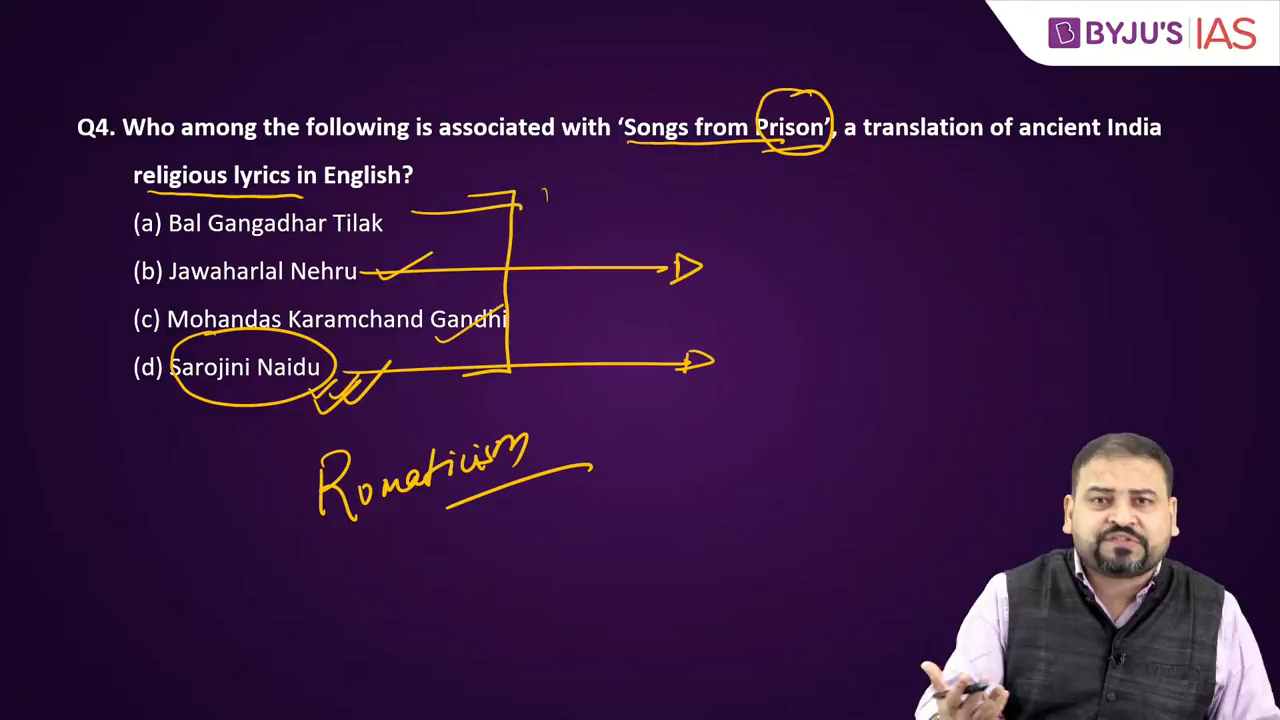 BYJU'S IAS
Q4. Who among the following is associated with ‘Songs from Prison’, a translation of ancient India
religious lyrics in English?
(a) Bal Gangadhar Tilak
(b) Jawaharlal Nehru
(c) Mohandas Karamchand Gandhi
(d) Sarojini Naidu
Romaticism